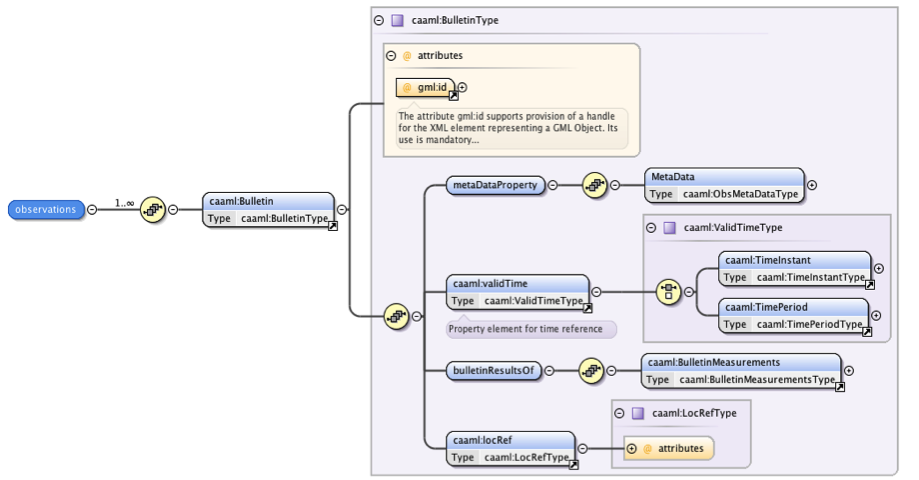 caaml:BulletinType
attributes
gml:id
The attribute gml:id supports provision of a handle
for the XML element representing a GML Object. Its
use is mandatory...
observations
1..∞
caaml:Bulletin
Type caaml:BulletinType
metaDataProperty
MetaData
Type caaml:ObsMetaDataType
caaml:ValidTimeType
caaml:TimeInstant
Type caaml:TimeInstantType
caaml:validTime
Type caaml:ValidTimeType
Property element for time reference
caaml:TimePeriod
Type caaml:TimePeriodType
bulletinResultsOf
caaml:BulletinMeasurements
Type caaml:BulletinMeasurementsType
caaml:LocRefType
caaml:locRef
Type caaml:LocRefType
attributes